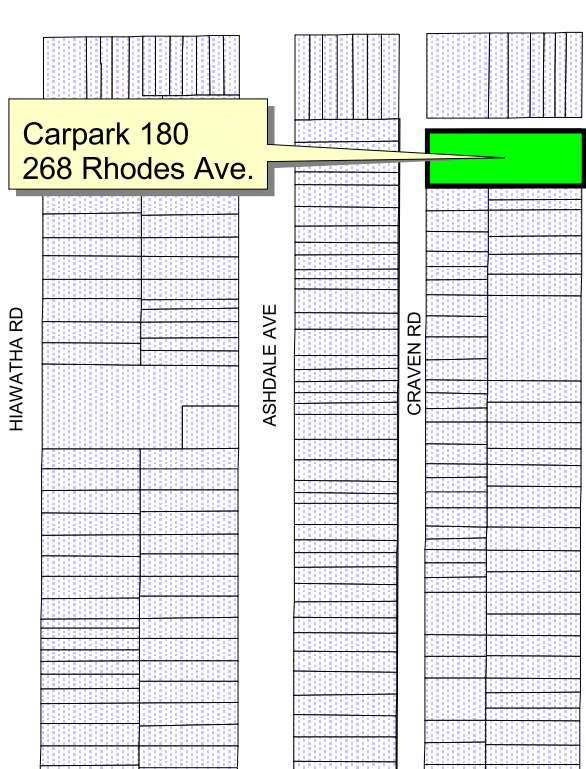 Carpark 180
268 Rhodes Ave.
HIAWATHA RD
ASHDALE AVE
CRAVEN RD